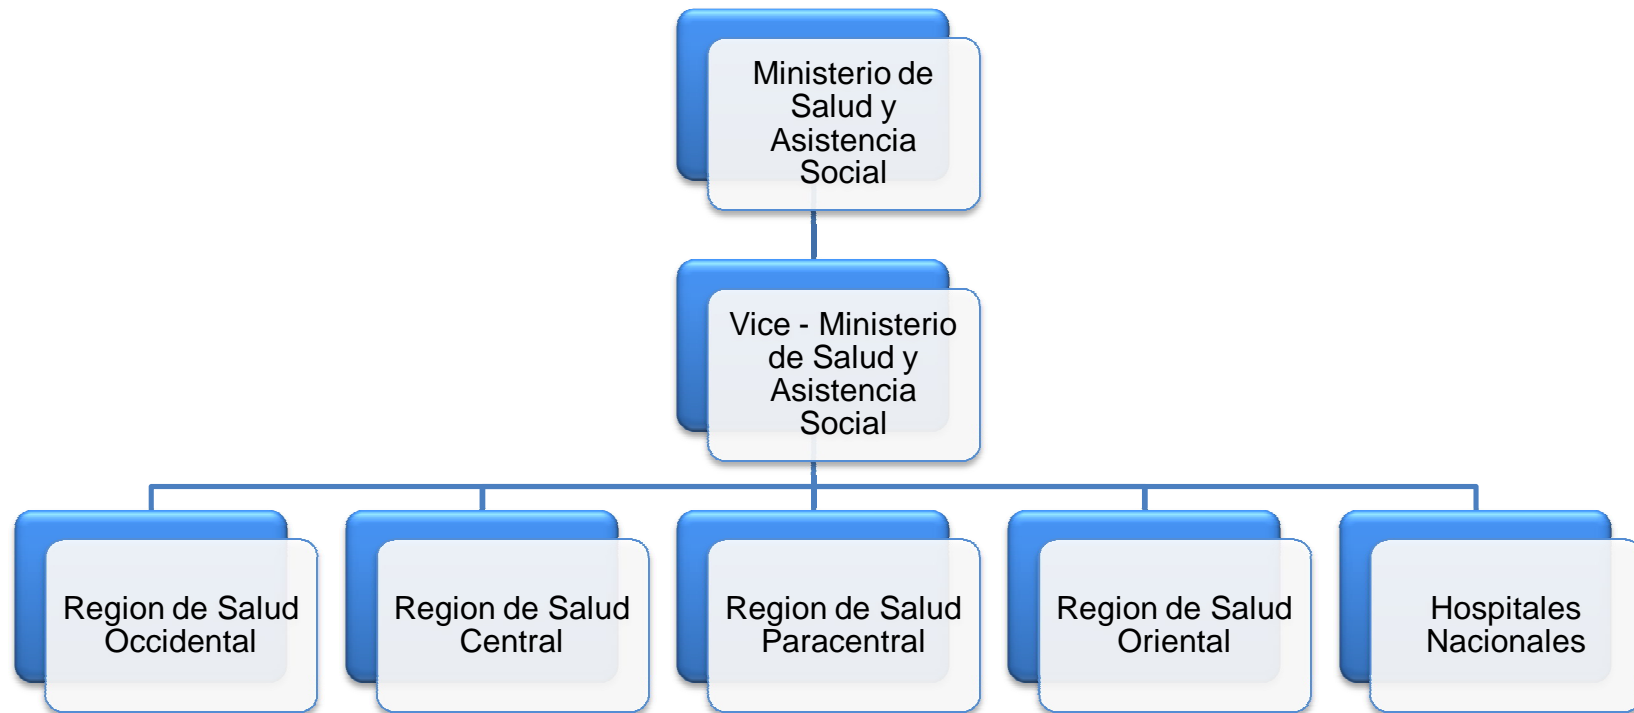 Ministerio de
Salud y
Asistencia
Social
Vice - Ministerio
de Salud y
Asistencia
Social
Region de Salud
Occidental
Region de Salud
Central
Region de Salud
Paracentral
Region de Salud
Oriental
Hospitales
Nacionales